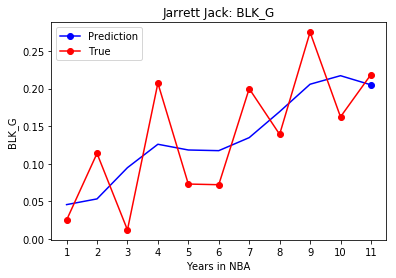 Jarrett Jack: BLK_G
Prediction
True
BLK_G
0.25
0.20
0.15
0.10
0.05
0.00
1 2 3 4 5 6 7 8 9 10 11
Years in NBA